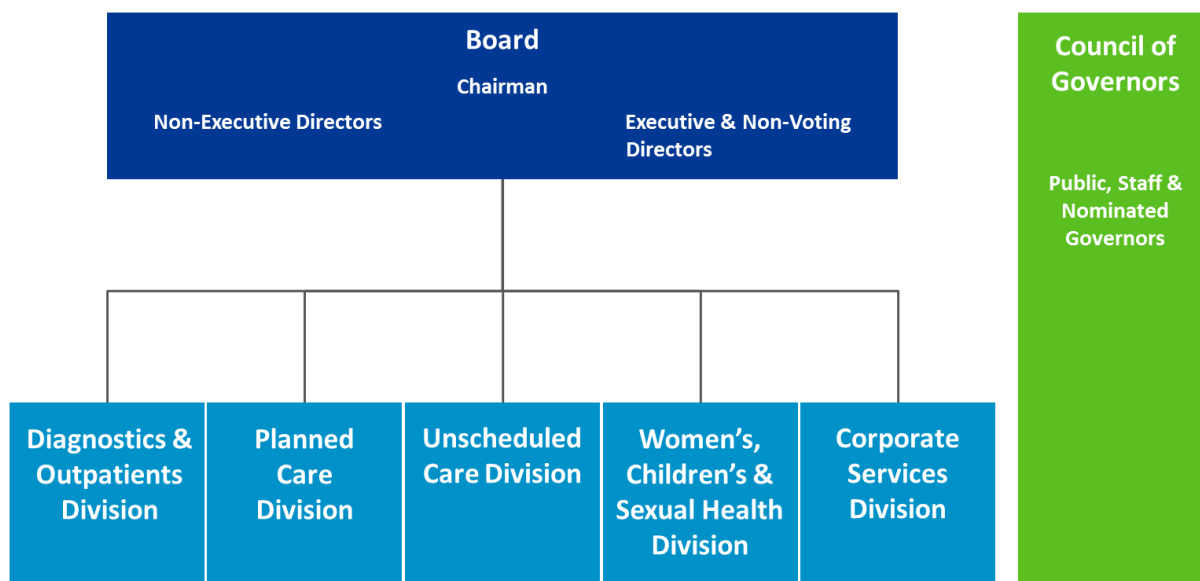 Board
Chairman
Non-Executive Directors
Executive & Non-Voting
Directors
Council of
Governors
Public, Staff &
Nominated
Governors
Diagnostics &
Outpatients
Division
Planned
Care
Division
Unscheduled
Care Division
Women’s,
Children’s &
Sexual Health
Division
Corporate
Services
Division